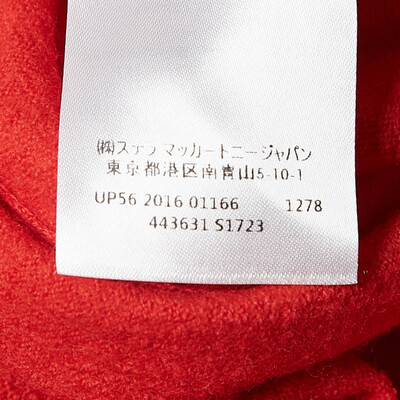 ㈱ステラ マッカートニージャパン
東京都港区南青山5-10-1
UP56 2016 01166 1278
443631 S1723